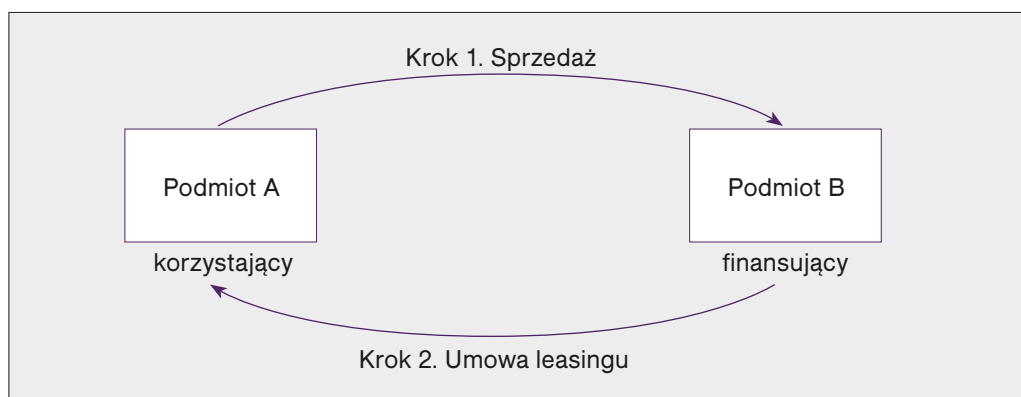 Krok 1. Sprzedaż
Podmiot A
Podmiot B
korzystający
finansujący
Krok 2. Umowa leasingu